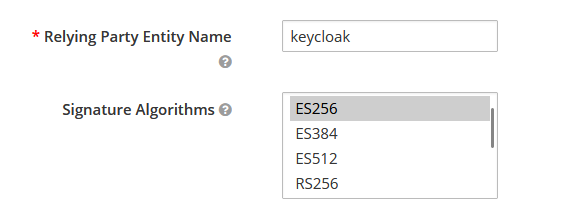 * Relying Party Entity Name
keycloak
Signature Algorithms
ES256
ES384
ES512
RS256